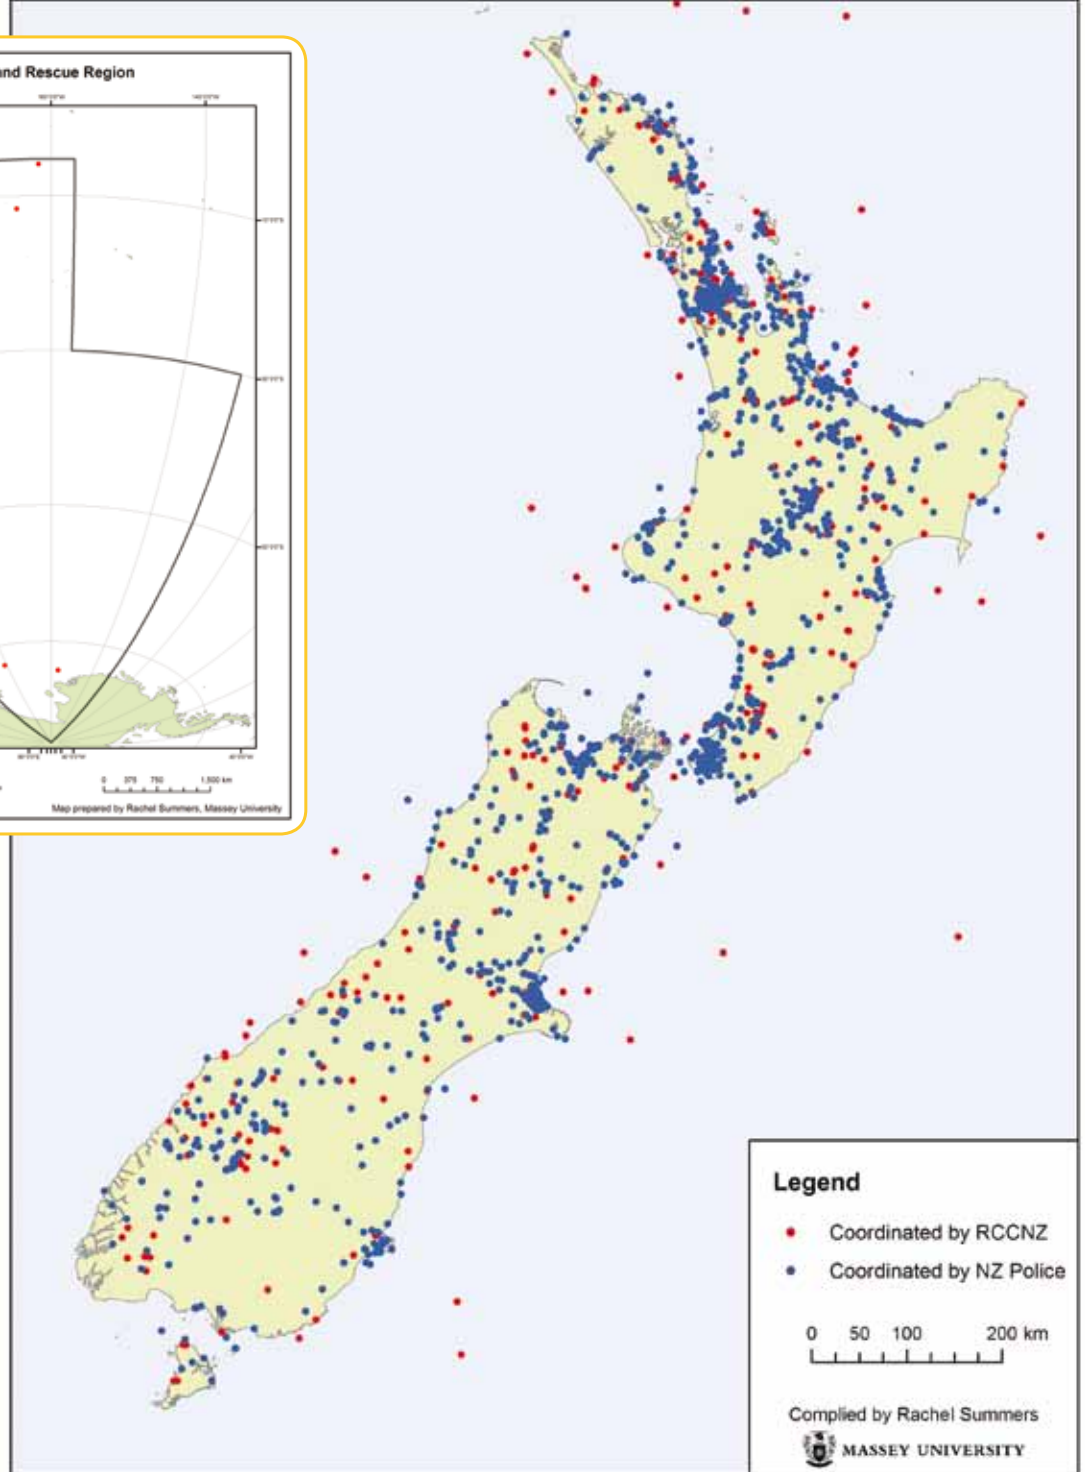 and Rescue Region
0 375 750 1,500 km
Map prepared by Rachel Summers, Massey University
Legend
Coordinated by RCCNZ
Coordinated by NZ Police
0 50 100 200 km
Complied by Rachel Summers
MASSEY UNIVERSITY